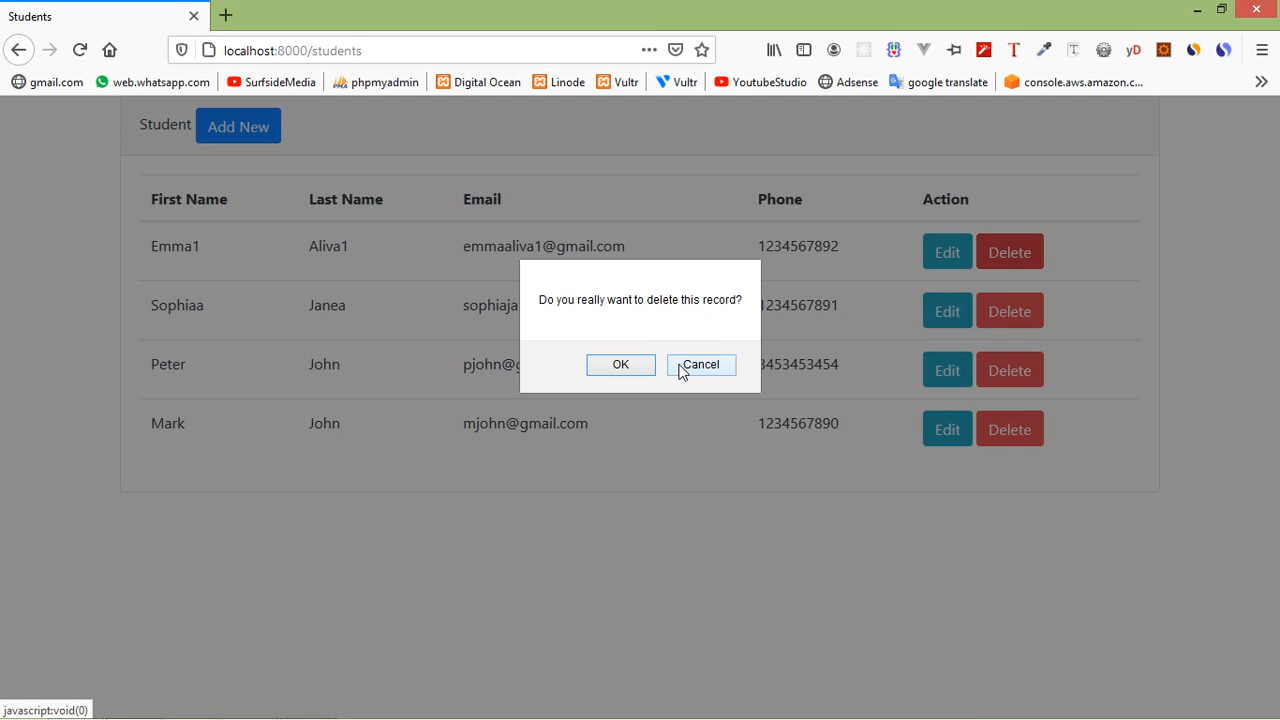 Students
localhost:8000/students
gmail.com web.whatsapp.com SurfsideMedia phpmyadmin Digital Ocean Linode Vultr Vultr YoutubeStudio Adsense google translate console.aws.amazon.c...
Student Add New
First Name Last Name Email Phone Action
Emma1 Aliva1 emmaaliva1@gmail.com 1234567892 Edit Delete
Do you really want to delete this record?
Sophiaa Janea sophiaja 1234567891 Edit Delete
OK Cancel
Peter John pjohn@g 3453453454 Edit Delete
Mark John mjohn@gmail.com 1234567890 Edit Delete
javascript:void(0)